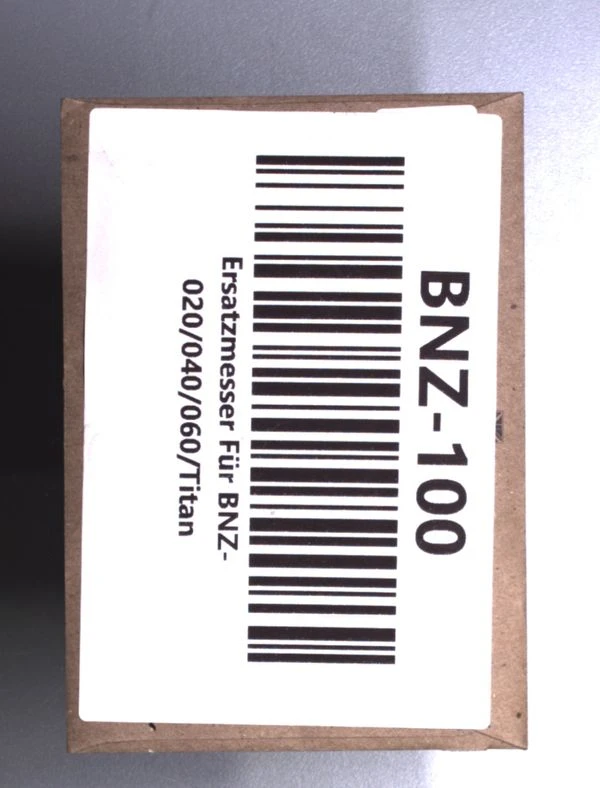 BNZ-100
Ersatzmesser Für BNZ-
020/040/060/Titan